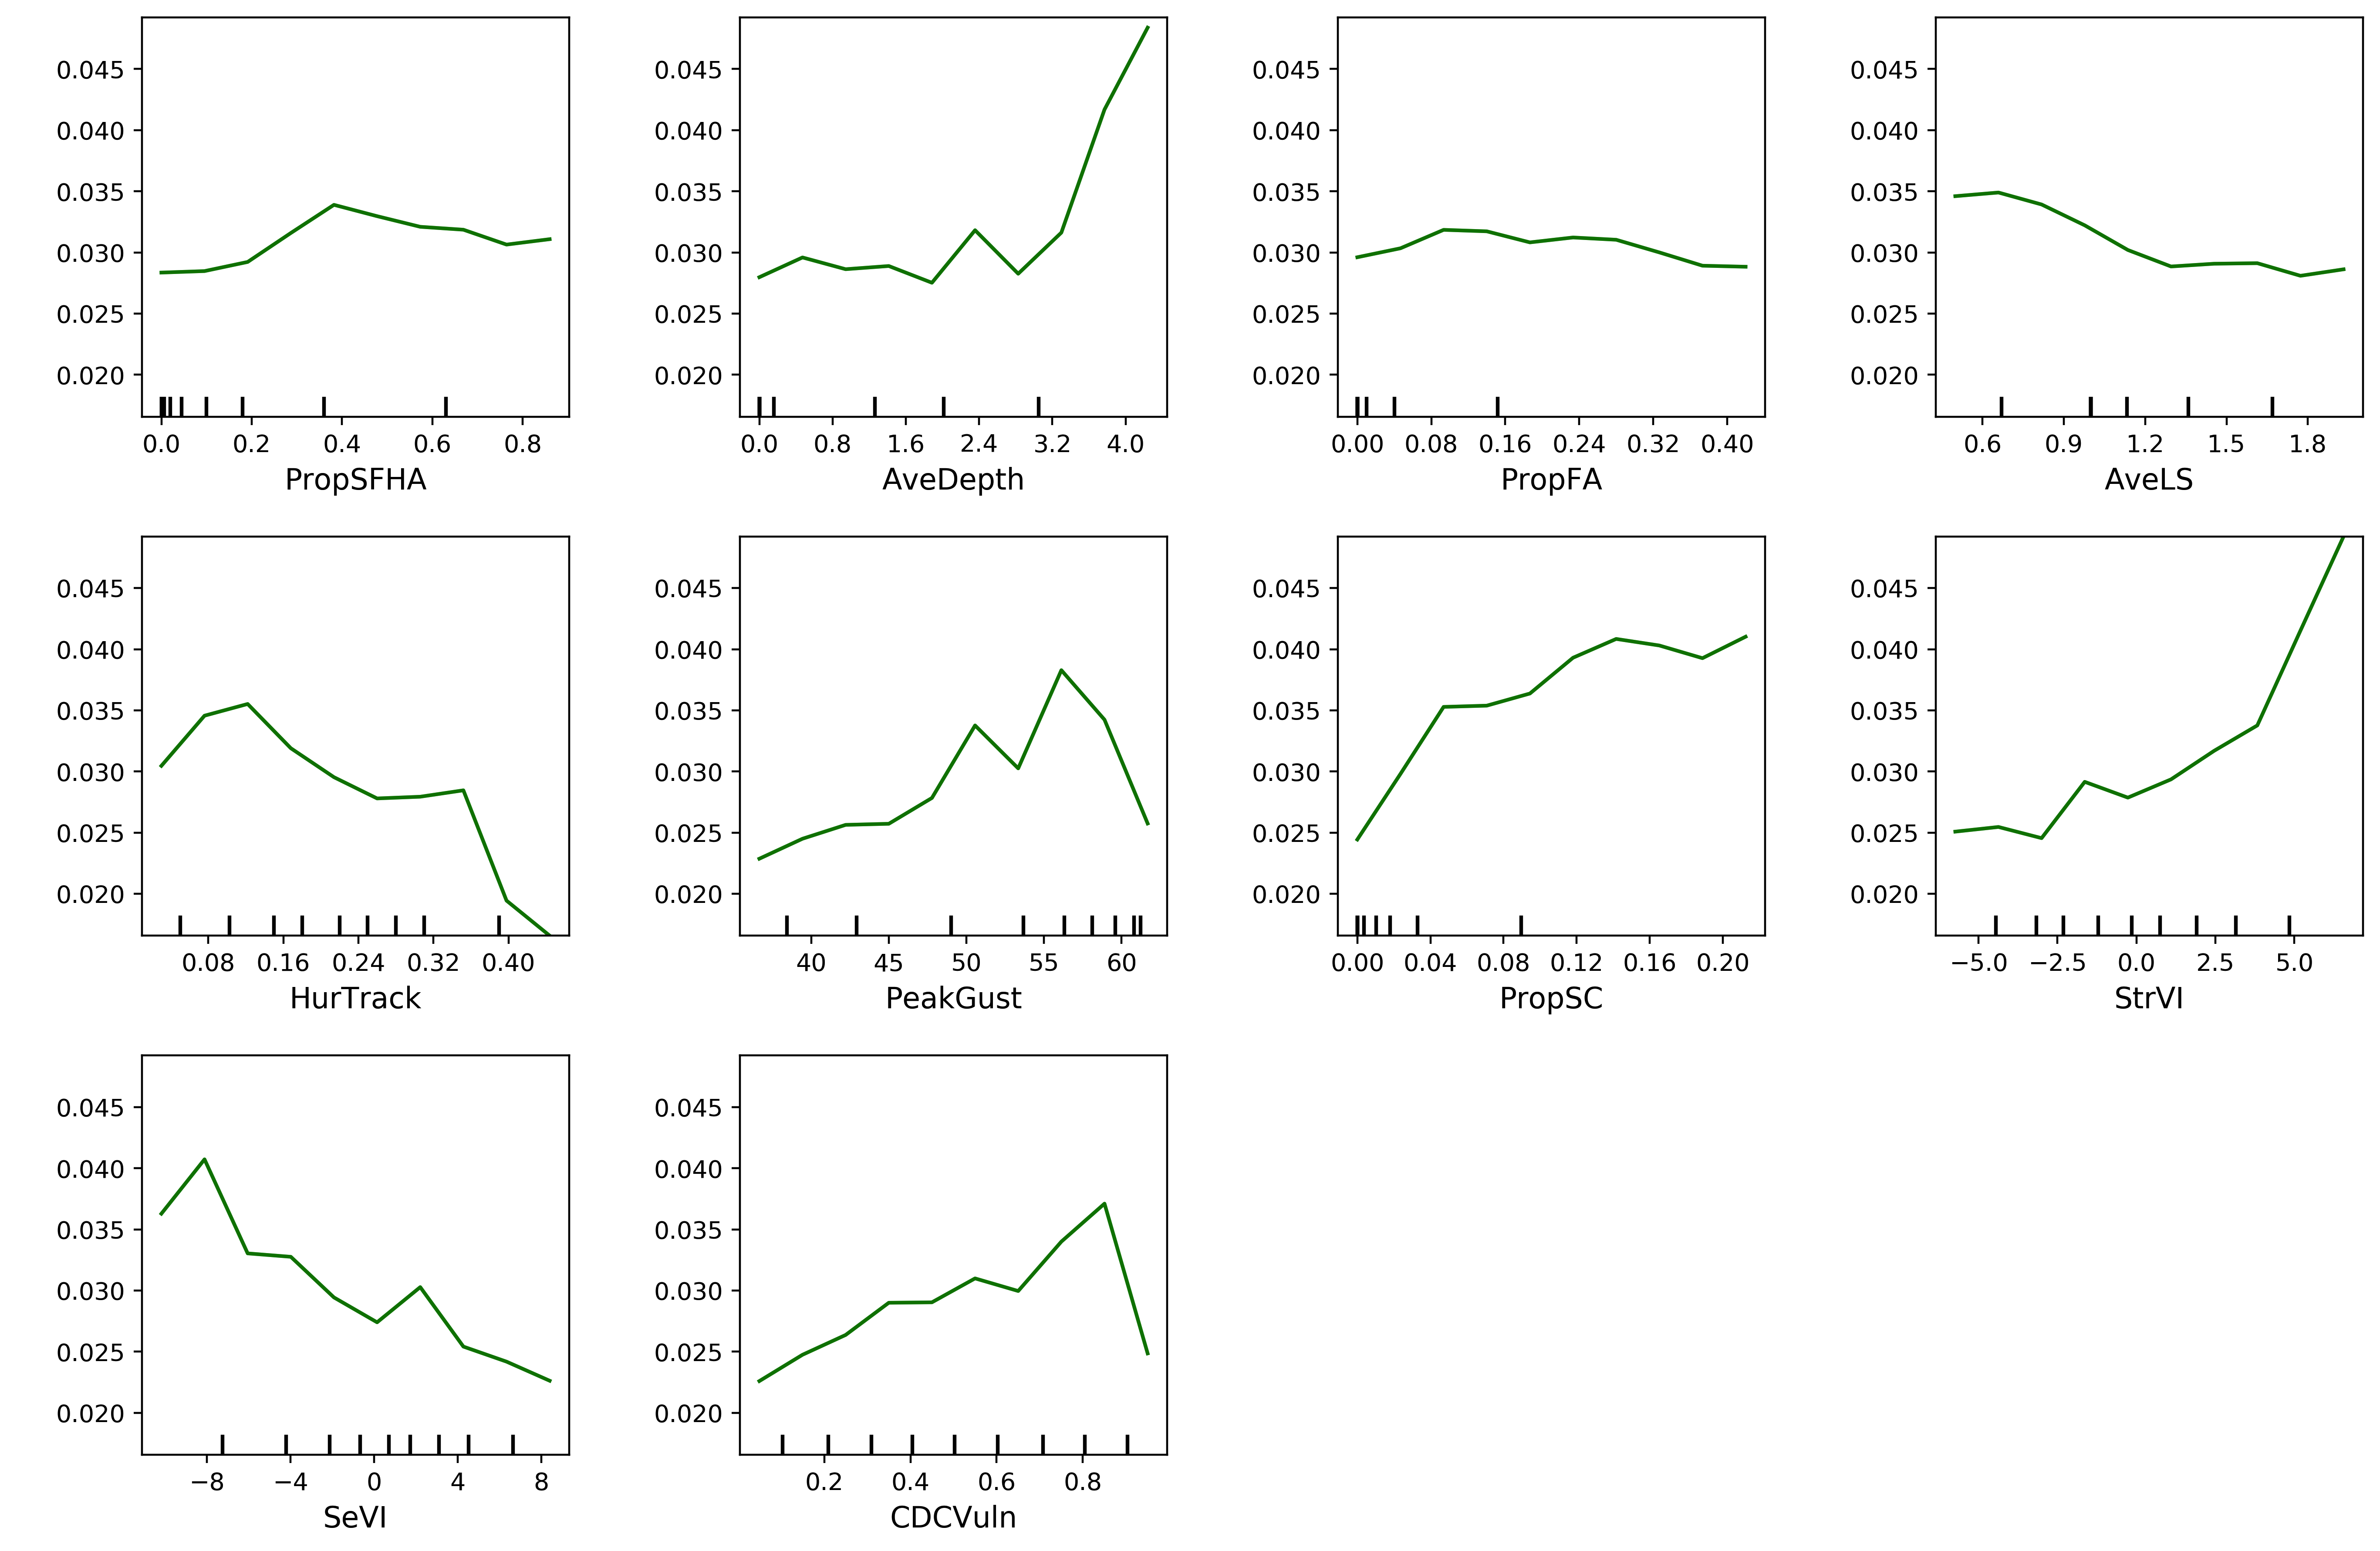 0.045 0.045 0.045 0.045
0.040 0.040 0.040 0.040
0.035 0.035 0.035 0.035
0.030 0.030 0.030 0.030
0.025 0.025 0.025 0.025
0.020 0.020 0.020 0.020
0.0 0.2 0.4 0.6 0.8 0.0 0.8 1.6 2.4 3.2 4.0 0.00 0.08 0.16 0.24 0.32 0.40 0.6 0.9 1.2 1.5 1.8
PropSFHA AveDepth PropFA AveLS
0.045 0.045 0.045 0.045
0.040 0.040 0.040 0.040
0.035 0.035 0.035 0.035
0.030 0.030 0.030 0.030
0.025 0.025 0.025 0.025
0.020 0.020 0.020 0.020
0.08 0.16 0.24 0.32 0.40 40 45 50 55 60 0.00 0.04 0.08 0.12 0.16 0.20 −5.0 −2.5 0.0 2.5 5.0
HurTrack PeakGust PropSC StrVI
0.045 0.045
0.040 0.040
0.035 0.035
0.030 0.030
0.025 0.025
0.020 0.020
−8 −4 0 4 8 0.2 0.4 0.6 0.8
SeVI CDCVuln